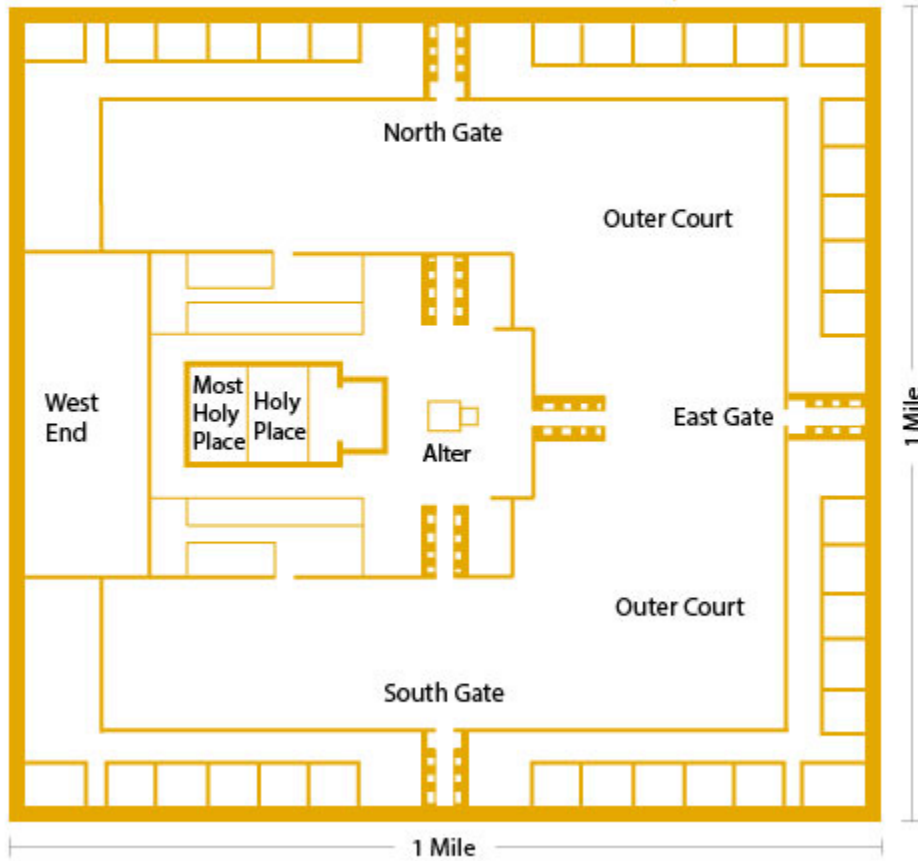 North Gate
Outer Court
West
End
Most
Holy
Place
Holy
Place
East Gate
1 Mile
Alter
Outer Court
South Gate
1 Mile